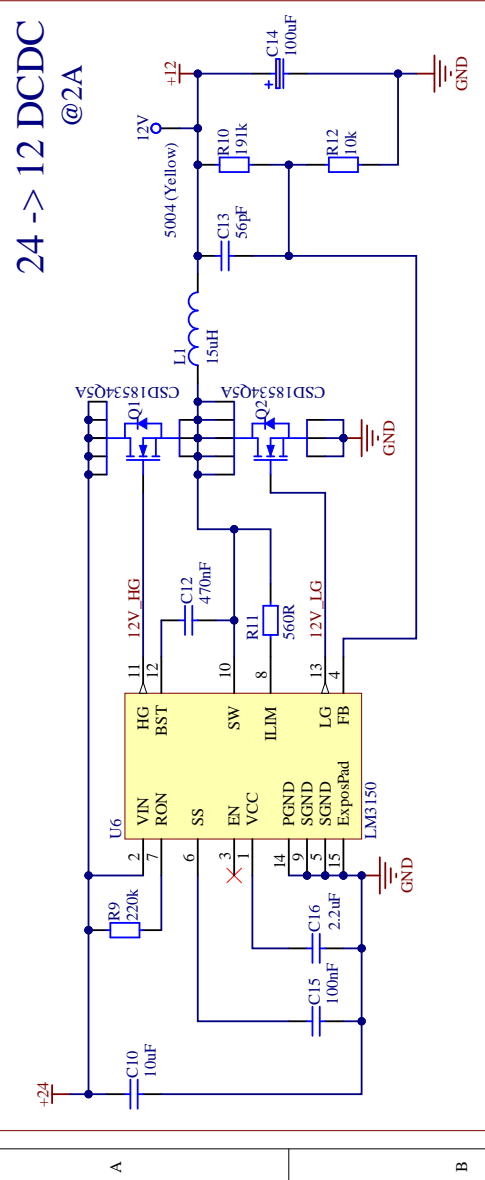 24 -> 12 DCDC
@2A
+24
C10
10uF
R9
220k
U6
2
VIN
7
RON
6
SS
3
EN
1
VCC
14
PGND
9
SGND
5
SGND
15
ExposPad
LM3150
HG
11
BST
12
SW
10
ILIM
8
LG
13
FB
4
C15
100nF
C16
2.2uF
GND
12V_HG
C12
470nF
R11
560R
12V_LG
Q1
CSD18534Q5A
Q2
CSD18534Q5A
GND
L1
15uH
C13
56pF
5004 (Yellow)
12V
+12
R10
191k
R12
10k
C14
100uF
+
GND
A
B